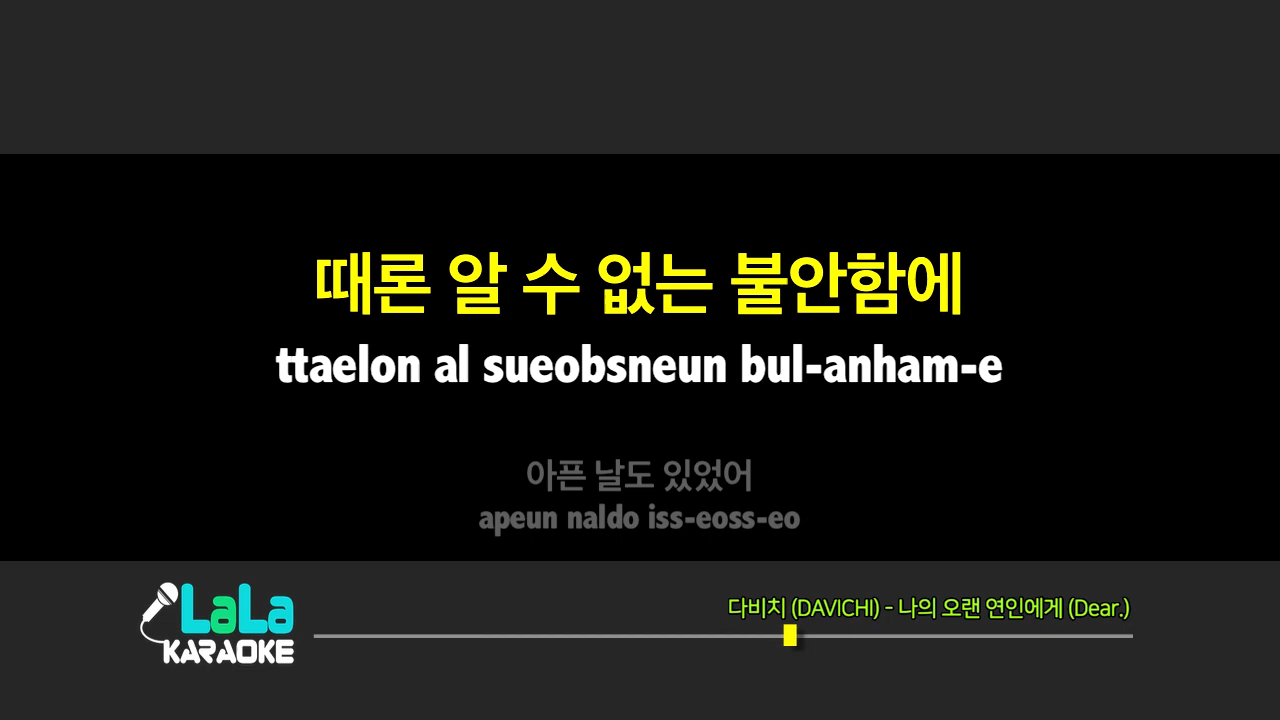 때론 알 수 없는 불안함에
ttaelon al sueobsneun bul-anham-e
아픈 날도 있었어
apeun naldo iss-eoss-eo
다비치 (DAVICHI) - 나의 오랜 연인에게 (Dear.)
LaLa
KARAOKE